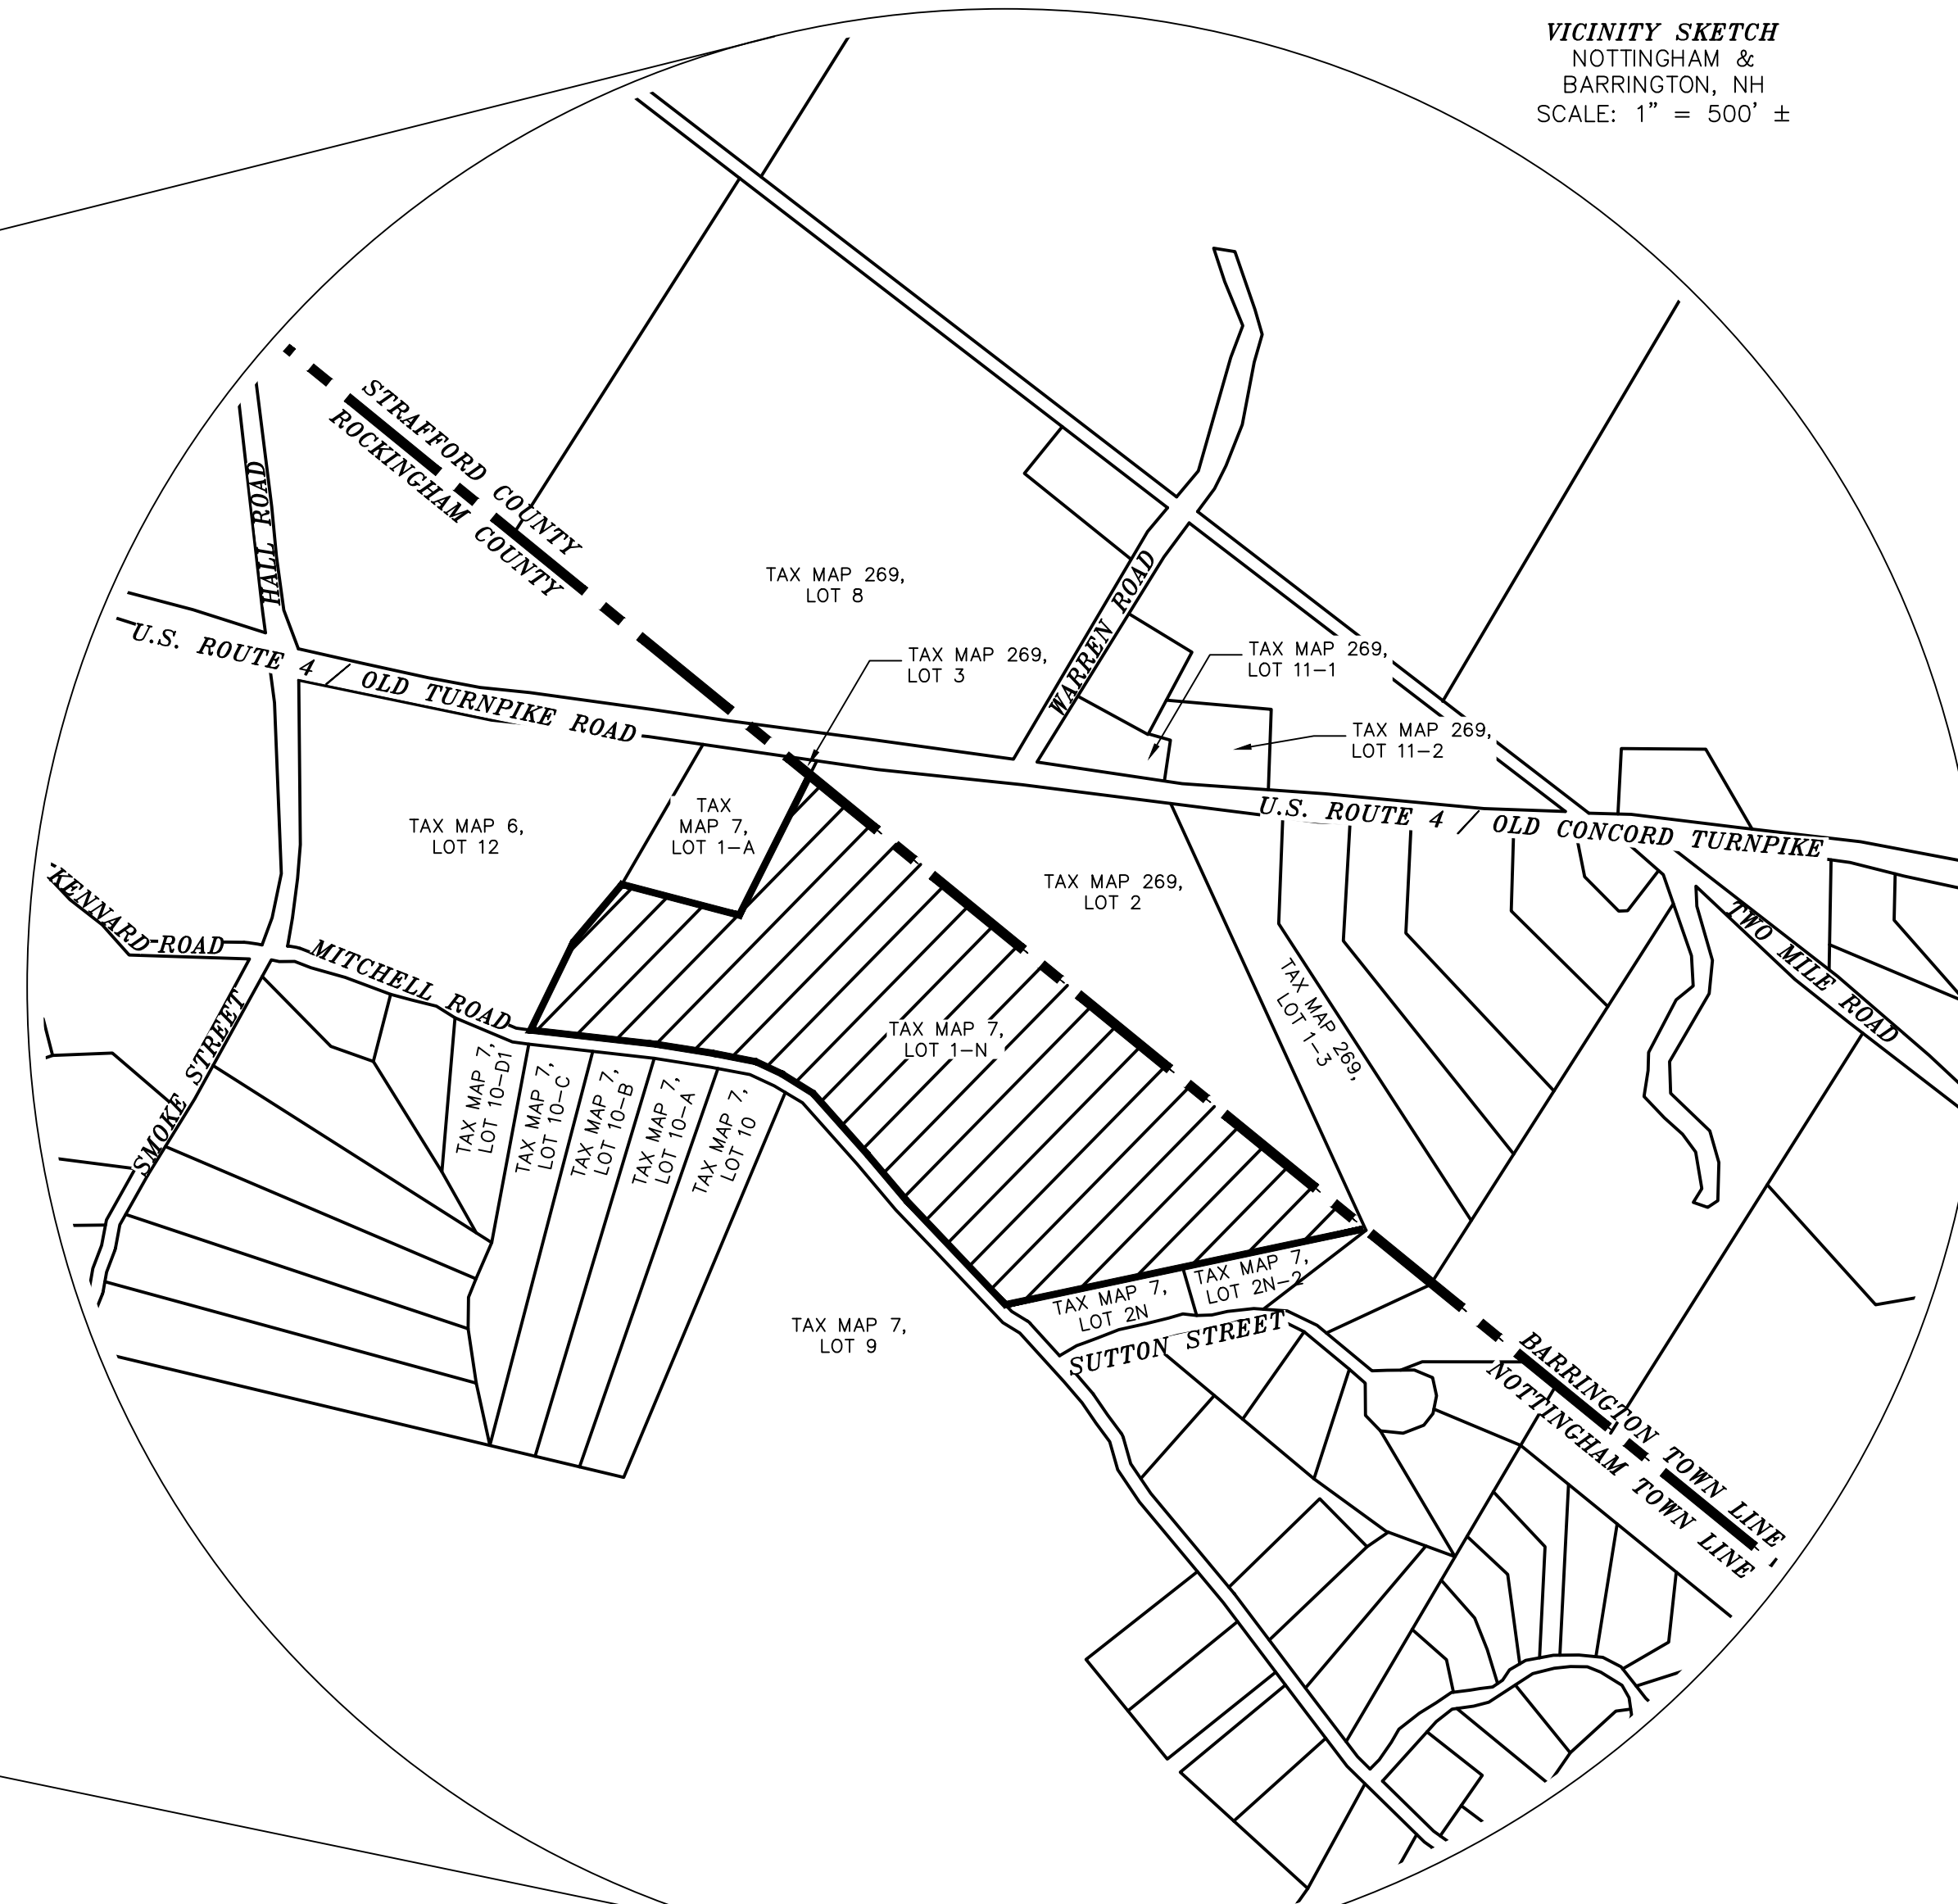 VICINITY SKETCH
NOTTINGHAM &
BARRINGTON, NH
SCALE: 1" = 500' ±
STRAFFORD COUNTY
ROCKINGHAM COUNTY
HALL ROAD
TAX MAP 269,
LOT 8
WARREN ROAD
U.S. ROUTE 4 / OLD TURNPIKE ROAD
TAX MAP 269,
LOT 3
TAX MAP 269,
LOT 11-1
TAX MAP 269,
LOT 11-2
TAX MAP 6,
LOT 12
TAX
MAP 7,
LOT 1-A
U.S. ROUTE 4 / OLD CONCORD TURNPIKE
TAX MAP 269,
LOT 2
KENNARD ROAD
MITCHELL ROAD
TWO MILE ROAD
TAX MAP 269,
LOT 1-3
SMOKE STREET
TAX MAP 7,
LOT 1-N
TAX MAP 7,
LOT 10-D1
TAX MAP 7,
LOT 10-C
TAX MAP 7,
LOT 10-B
TAX MAP 7,
LOT 10-A
TAX MAP 7,
LOT 10
TAX MAP 7,
LOT 2N
TAX MAP 7,
LOT 2N-2
TAX MAP 7,
LOT 9
SUTTON STREET
BARRINGTON TOWN LINE
NOTTINGHAM TOWN LINE